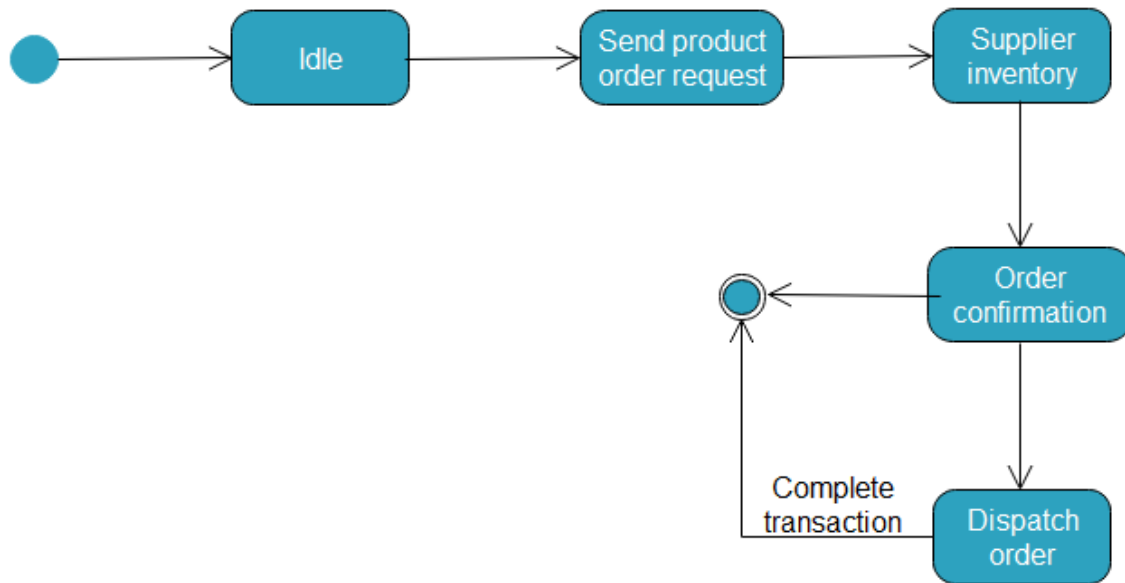 Idle
Send product
order request
Supplier
inventory
Order
confirmation
Complete
transaction
Dispatch
order